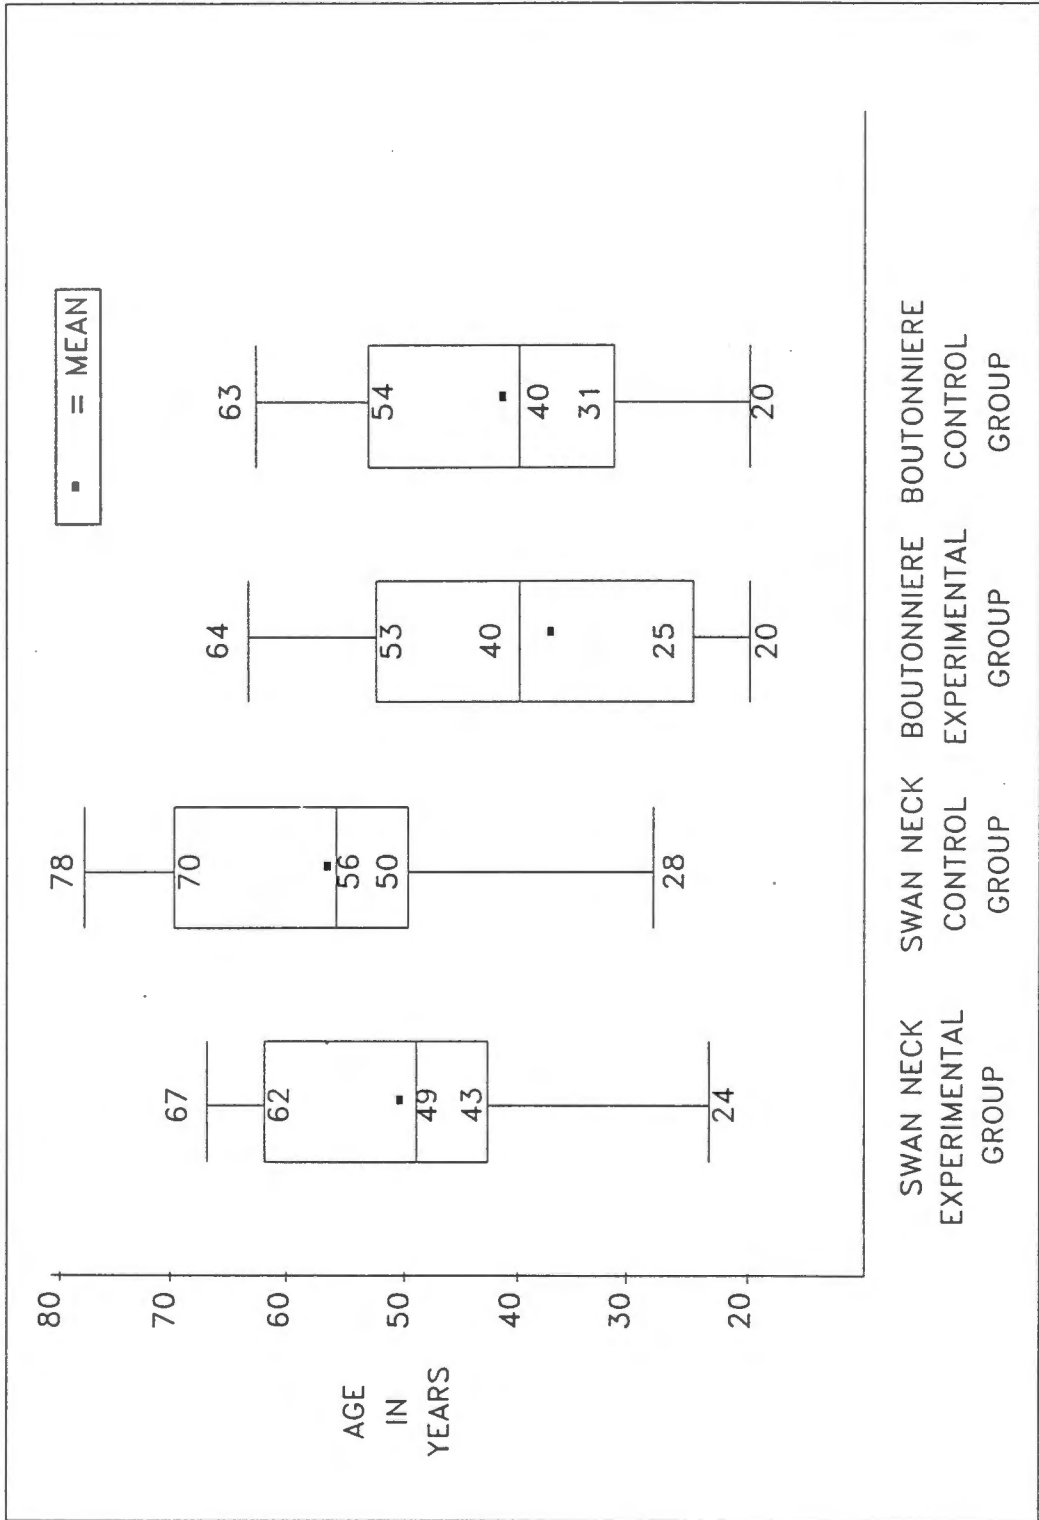 ▪ = MEAN
AGE
IN
YEARS
80
70
60
50
40
30
20
67
62
49
43
24
78
70
56
50
28
64
53
40
25
20
63
54
40
31
20
SWAN NECK
EXPERIMENTAL
GROUP
SWAN NECK
CONTROL
GROUP
BOUTONNIERE
EXPERIMENTAL
GROUP
BOUTONNIERE
CONTROL
GROUP